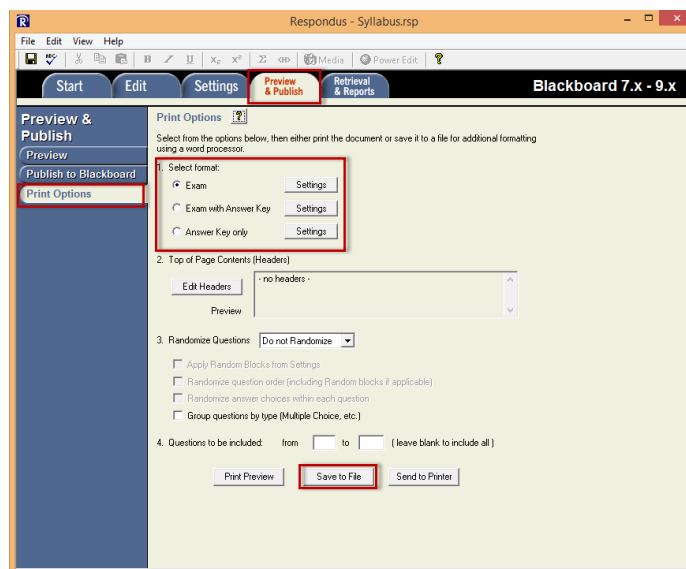 R Respondus - Syllabus.rsp
File Edit View Help
ABC B I U X₂ X² Σ <H> Media Power Edit ?
Start Edit Settings Preview & Publish Retrieval & Reports Blackboard 7.x - 9.x
Preview & Publish
Preview
Publish to Blackboard
Print Options
Print Options ?
Select from the options below, then either print the document or save it to a file for additional formatting
using a word processor.
1. Select format:
Exam Settings
Exam with Answer Key Settings
Answer Key only Settings
2. Top of Page Contents (Headers)
Edit Headers - no headers -
Preview
3. Randomize Questions Do not Randomize
Apply Random Blocks from Settings
Randomize question order (including Random blocks if applicable)
Randomize answer choices within each question
Group questions by type (Multiple Choice, etc.)
4. Questions to be included: from to ( leave blank to include all )
Print Preview Save to File Send to Printer